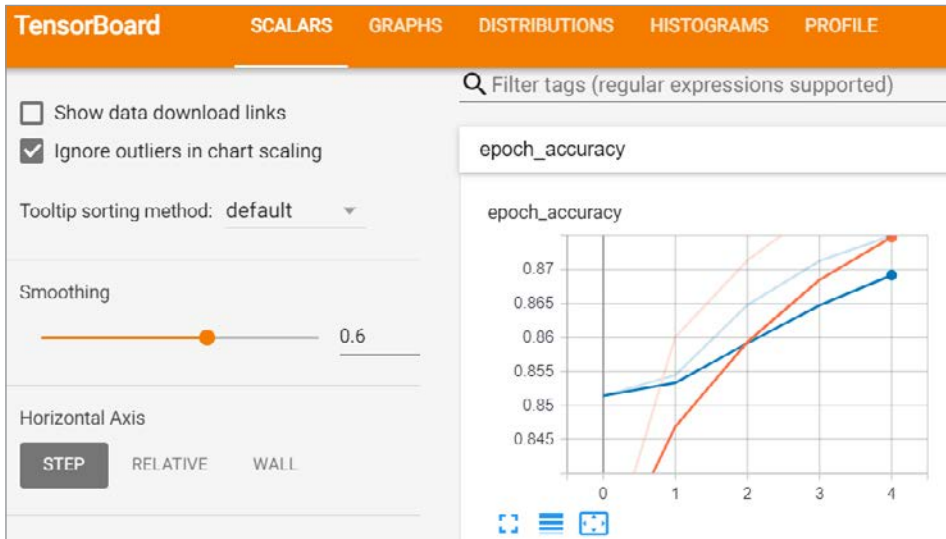 TensorBoard SCALARS GRAPHS DISTRIBUTIONS HISTOGRAMS PROFILE
Show data download links
Ignore outliers in chart scaling
Tooltip sorting method: default
Smoothing
0.6
Horizontal Axis
STEP RELATIVE WALL
Filter tags (regular expressions supported)
epoch_accuracy
epoch_accuracy
0.87
0.865
0.86
0.855
0.85
0.845
0 1 2 3 4